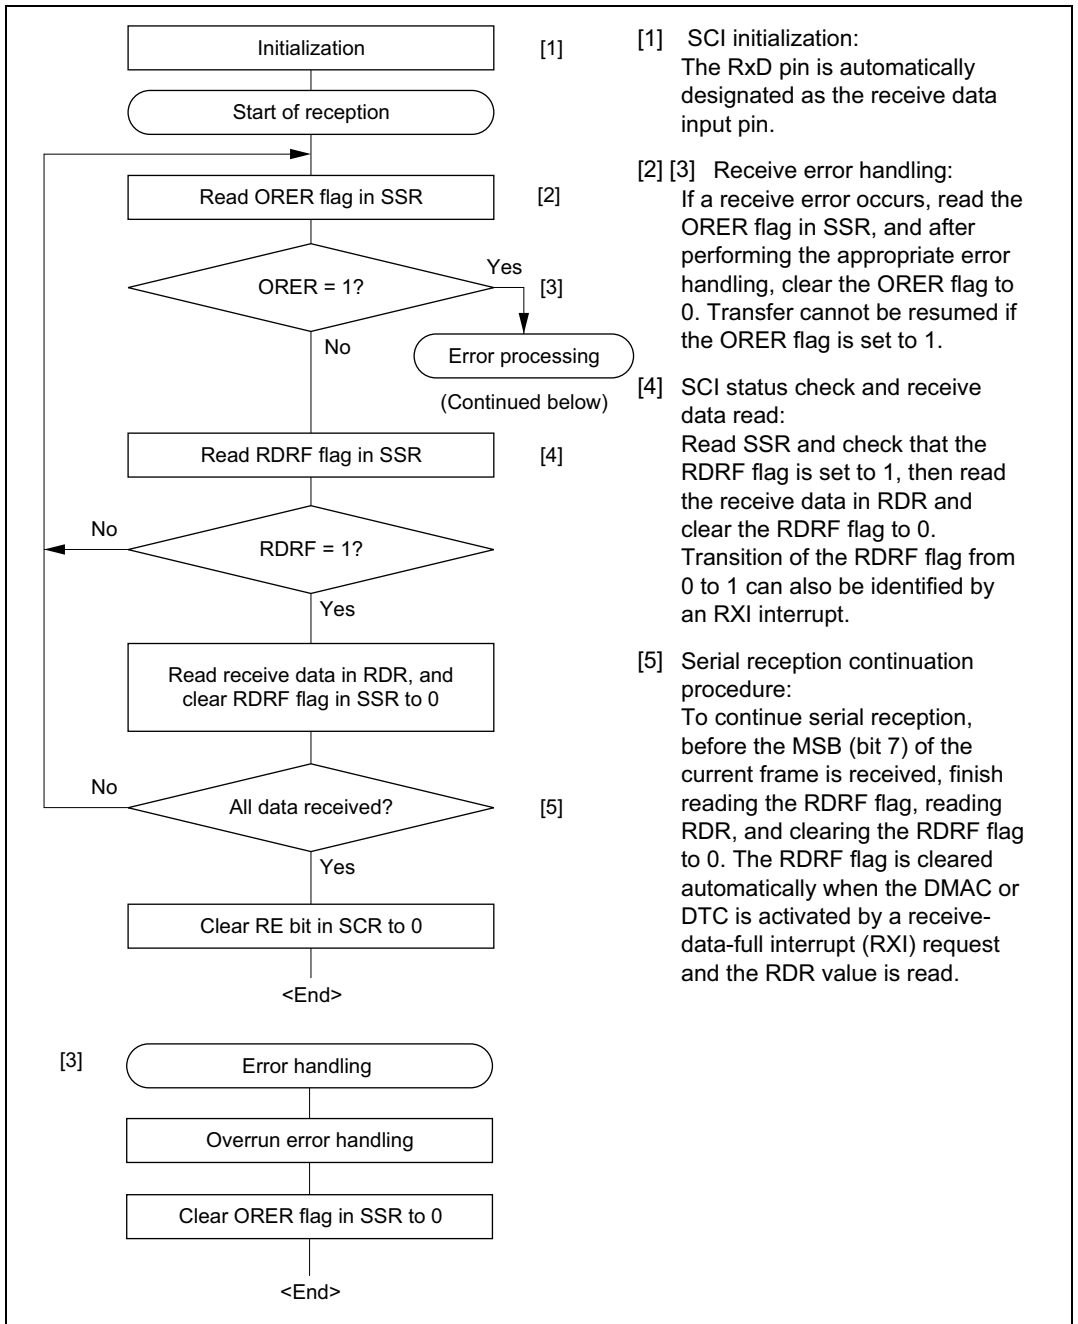 Initialization
[1]
Start of reception
Read ORER flag in SSR
[2]
ORER = 1?
Yes
[3]
No
Error processing
(Continued below)
Read RDRF flag in SSR
[4]
No
RDRF = 1?
Yes
Read receive data in RDR, and
clear RDRF flag in SSR to 0
No
All data received?
[5]
Yes
Clear RE bit in SCR to 0
<End>
[3]
Error handling
Overrun error handling
Clear ORER flag in SSR to 0
<End>
[1] SCI initialization:
The RxD pin is automatically
designated as the receive data
input pin.
[2] [3] Receive error handling:
If a receive error occurs, read the
ORER flag in SSR, and after
performing the appropriate error
handling, clear the ORER flag to
0. Transfer cannot be resumed if
the ORER flag is set to 1.
[4] SCI status check and receive
data read:
Read SSR and check that the
RDRF flag is set to 1, then read
the receive data in RDR and
clear the RDRF flag to 0.
Transition of the RDRF flag from
0 to 1 can also be identified by
an RXI interrupt.
[5] Serial reception continuation
procedure:
To continue serial reception,
before the MSB (bit 7) of the
current frame is received, finish
reading the RDRF flag, reading
RDR, and clearing the RDRF flag
to 0. The RDRF flag is cleared
automatically when the DMAC or
DTC is activated by a receive-
data-full interrupt (RXI) request
and the RDR value is read.